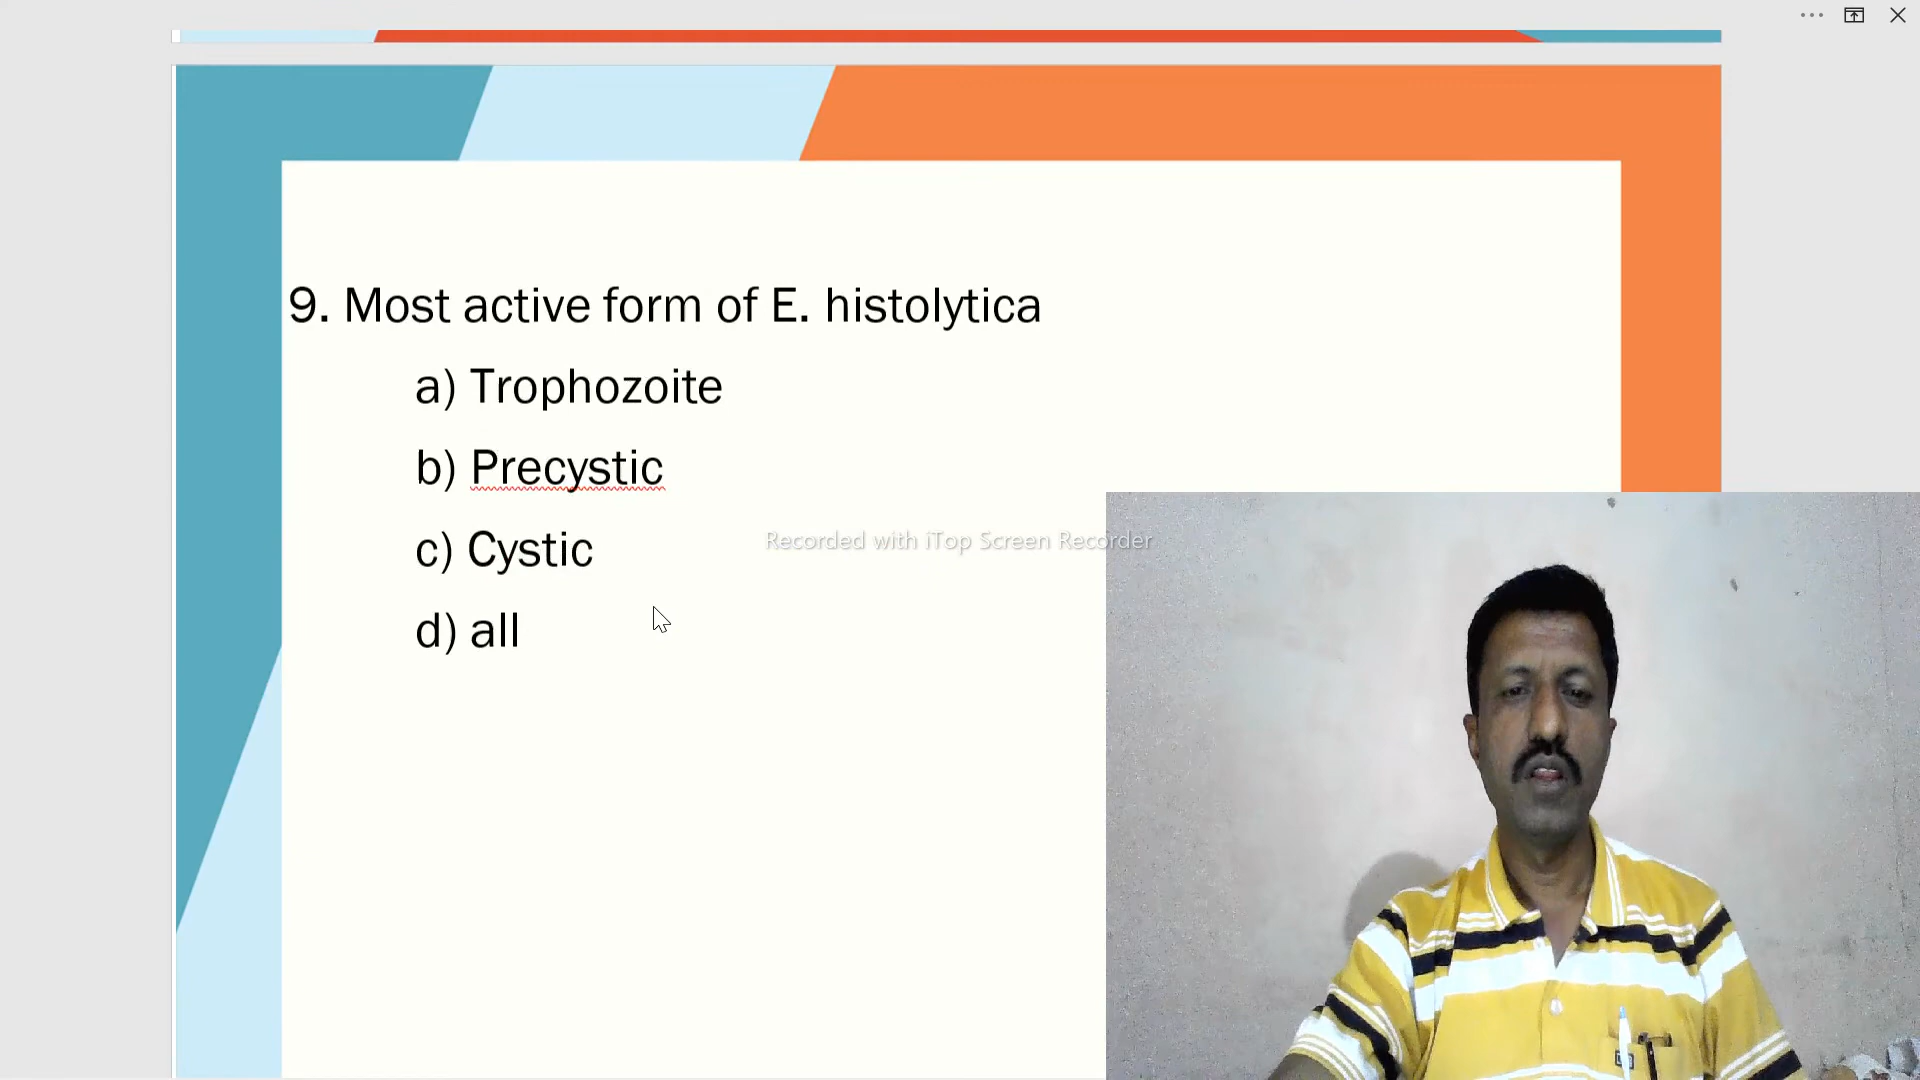 9. Most active form of E. histolytica
a) Trophozoite
b) Precystic
c) Cystic
Recorded with iTop Screen Recorder
d) all